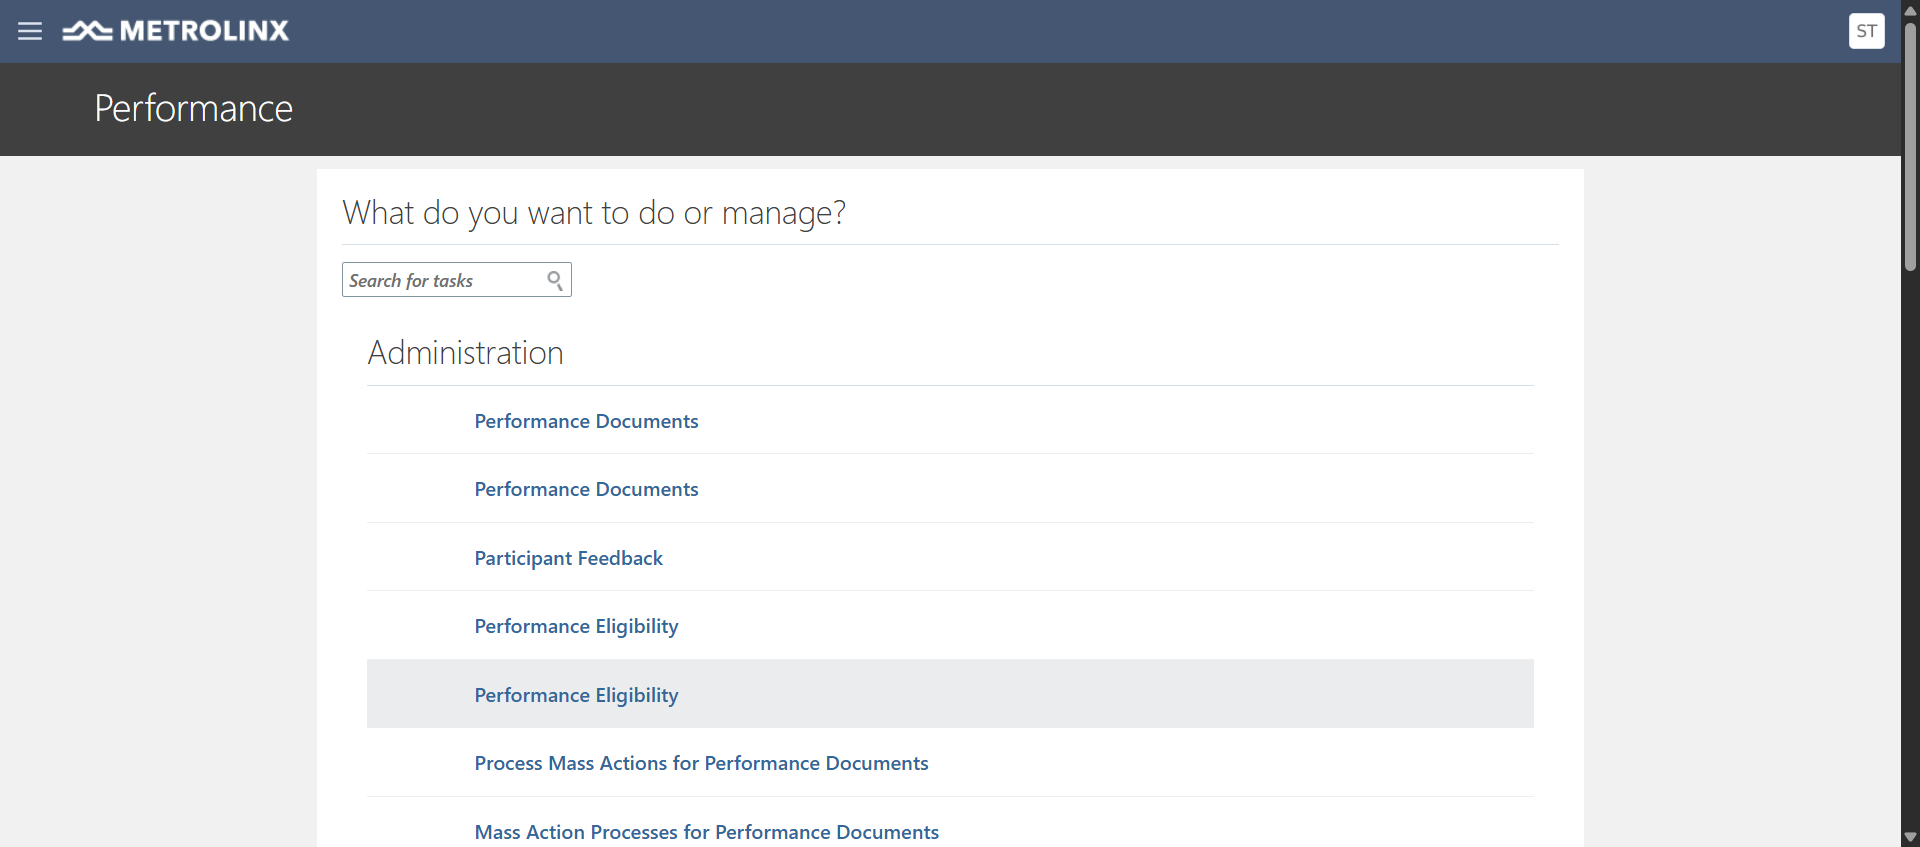 METROLINX
ST
Performance
What do you want to do or manage?
Search for tasks
Administration
Performance Documents
Performance Documents
Participant Feedback
Performance Eligibility
Performance Eligibility
Process Mass Actions for Performance Documents
Mass Action Processes for Performance Documents